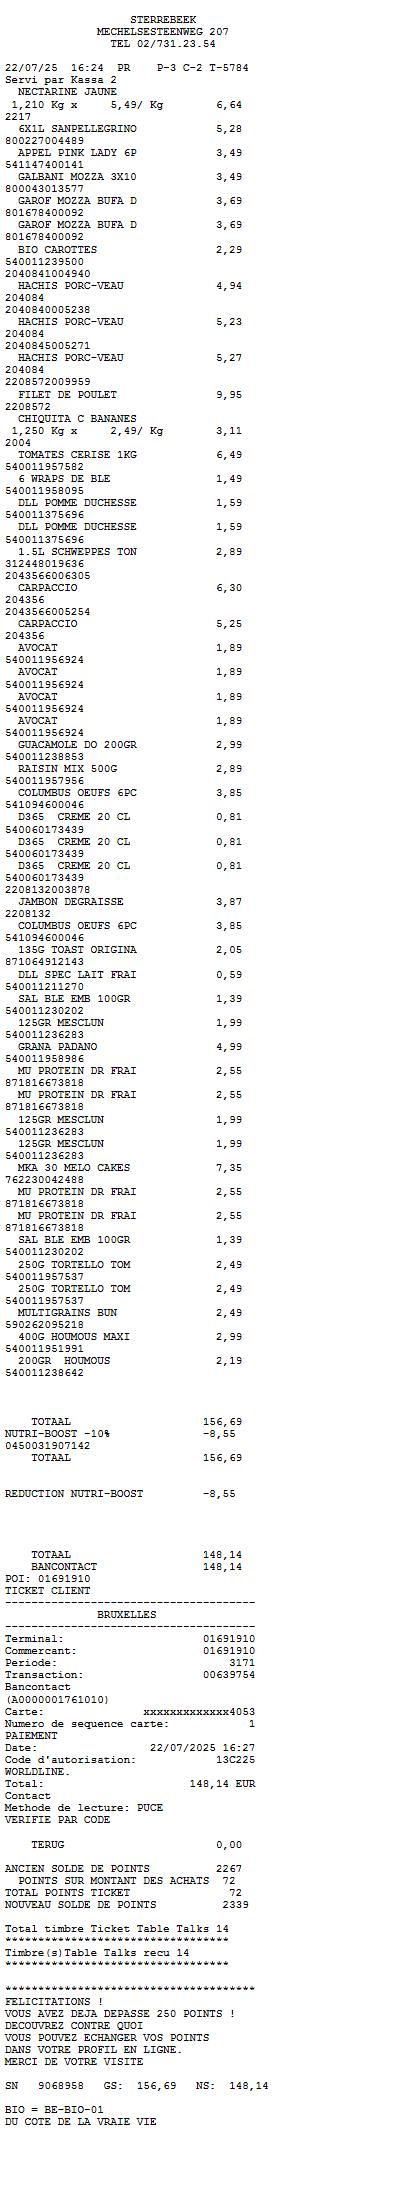 STERREBEEK
MECHELSESTEENWEG 207
TEL 02/731.23.54
22/07/25 16:24 PR P-3 C-2 T-5784
Servi par Kassa 2
NECTARINE JAUNE
1,210 Kg x 5,49/ Kg 6,64
2217
6X1L SANPELLEGRINO 5,28
800227004489
APPEL PINK LADY 6P 3,49
541147400141
GALBANI MOZZA 3X10 3,49
800043013577
GAROF MOZZA BUFA D 3,69
801678400092
GAROF MOZZA BUFA D 3,69
801678400092
BIO CAROTTES 2,29
540011239500
2040841004940
HACHIS PORC-VEAU 4,94
204084
2040840005238
HACHIS PORC-VEAU 5,23
204084
2040845005271
HACHIS PORC-VEAU 5,27
204084
2208572009959
FILET DE POULET 9,95
2208572
CHIQUITA C BANANES
1,250 Kg x 2,49/ Kg 3,11
2004
TOMATES CERISE 1KG 6,49
540011957582
6 WRAPS DE BLE 1,49
540011958095
DLL POMME DUCHESSE 1,59
540011375696
DLL POMME DUCHESSE 1,59
540011375696
1.5L SCHWEPPES TON 2,89
312448019636
2043566006305
CARPACCIO 6,30
204356
2043566005254
CARPACCIO 5,25
204356
AVOCAT 1,89
540011956924
AVOCAT 1,89
540011956924
AVOCAT 1,89
540011956924
AVOCAT 1,89
540011956924
GUACAMOLE DO 200GR 2,99
540011238853
RAISIN MIX 500G 2,89
540011957956
COLUMBUS OEUFS 6PC 3,85
541094600046
D365 CREME 20 CL 0,81
540060173439
D365 CREME 20 CL 0,81
540060173439
D365 CREME 20 CL 0,81
540060173439
2208132003878
JAMBON DEGRAISSE 3,87
2208132
COLUMBUS OEUFS 6PC 3,85
541094600046
135G TOAST ORIGINA 2,05
871064912143
DLL SPEC LAIT FRAI 0,59
540011211270
SAL BLE EMB 100GR 1,39
540011230202
125GR MESCLUN 1,99
540011236283
GRANA PADANO 4,99
540011958986
MU PROTEIN DR FRAI 2,55
871816673818
MU PROTEIN DR FRAI 2,55
871816673818
125GR MESCLUN 1,99
540011236283
125GR MESCLUN 1,99
540011236283
MKA 30 MELO CAKES 7,35
762230042488
MU PROTEIN DR FRAI 2,55
871816673818
MU PROTEIN DR FRAI 2,55
871816673818
SAL BLE EMB 100GR 1,39
540011230202
250G TORTELLO TOM 2,49
540011957537
250G TORTELLO TOM 2,49
540011957537
MULTIGRAINS BUN 2,49
590262095218
400G HOUMOUS MAXI 2,99
540011951991
200GR HOUMOUS 2,19
540011238642
TOTAAL 156,69
NUTRI-BOOST -10% -8,55
0450031907142
TOTAAL 156,69
REDUCTION NUTRI-BOOST -8,55
TOTAAL 148,14
BANCONTACT 148,14
POI: 01691910
TICKET CLIENT
--------------------------------------
BRUXELLES
--------------------------------------
Terminal: 01691910
Commercant: 01691910
Periode: 3171
Transaction: 00639754
Bancontact
(A0000001761010)
Carte: xxxxxxxxxxxxx4053
Numero de sequence carte: 1
PAIEMENT
Date: 22/07/2025 16:27
Code d'autorisation: 13C225
WORLDLINE.
Total: 148,14 EUR
Contact
Methode de lecture: PUCE
VERIFIE PAR CODE
TERUG 0,00
ANCIEN SOLDE DE POINTS 2267
POINTS SUR MONTANT DES ACHATS 72
TOTAL POINTS TICKET 72
NOUVEAU SOLDE DE POINTS 2339
Total timbre Ticket Table Talks 14
**********************************
Timbre(s)Table Talks recu 14
**********************************
**************************************
FELICITATIONS !
VOUS AVEZ DEJA DEPASSE 250 POINTS !
DECOUVREZ CONTRE QUOI
VOUS POUVEZ ECHANGER VOS POINTS
DANS VOTRE PROFIL EN LIGNE.
MERCI DE VOTRE VISITE
SN 9068958 GS: 156,69 NS: 148,14
BIO = BE-BIO-01
DU COTE DE LA VRAIE VIE